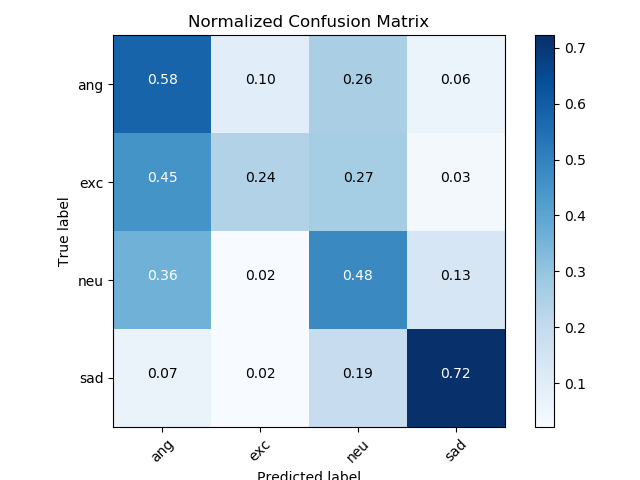 Normalized Confusion Matrix
ang 0.58 0.10 0.26 0.06
exc 0.45 0.24 0.27 0.03
neu 0.36 0.02 0.48 0.13
sad 0.07 0.02 0.19 0.72
True label
ang exc neu sad
Predicted label
0.7
0.6
0.5
0.4
0.3
0.2
0.1